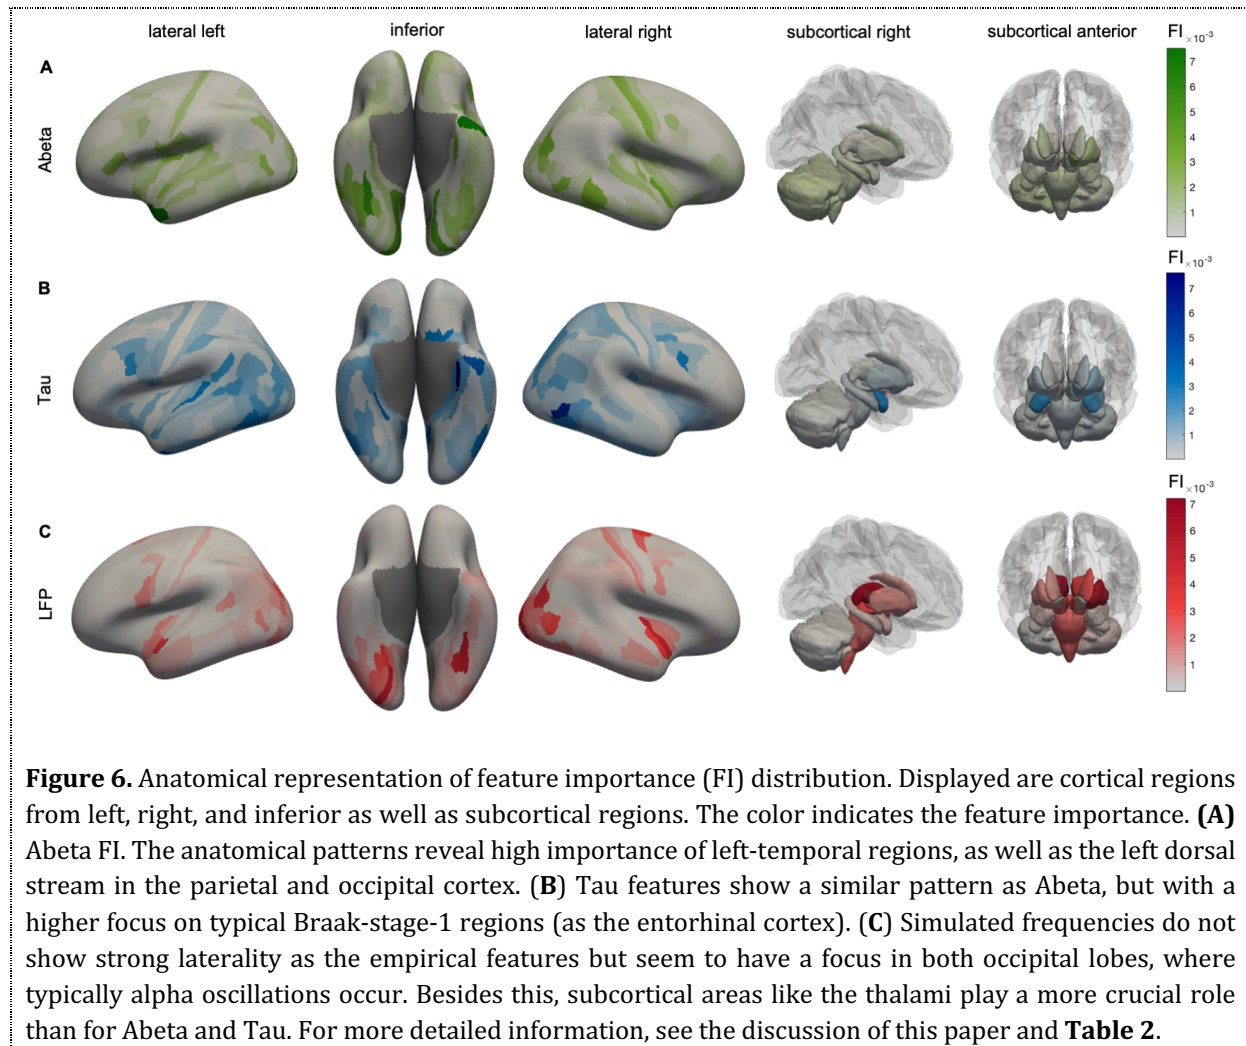 lateral left
inferior
lateral right
subcortical right
subcortical anterior
FI ×10⁻³
A
Abeta
7
6
5
4
3
2
1
FI ×10⁻³
B
Tau
7
6
5
4
3
2
1
FI ×10⁻³
C
LFP
7
6
5
4
3
2
1
Figure 6. Anatomical representation of feature importance (FI) distribution. Displayed are cortical regions
from left, right, and inferior as well as subcortical regions. The color indicates the feature importance. (A)
Abeta FI. The anatomical patterns reveal high importance of left-temporal regions, as well as the left dorsal
stream in the parietal and occipital cortex. (B) Tau features show a similar pattern as Abeta, but with a
higher focus on typical Braak-stage-1 regions (as the entorhinal cortex). (C) Simulated frequencies do not
show strong laterality as the empirical features but seem to have a focus in both occipital lobes, where
typically alpha oscillations occur. Besides this, subcortical areas like the thalami play a more crucial role
than for Abeta and Tau. For more detailed information, see the discussion of this paper and Table 2.